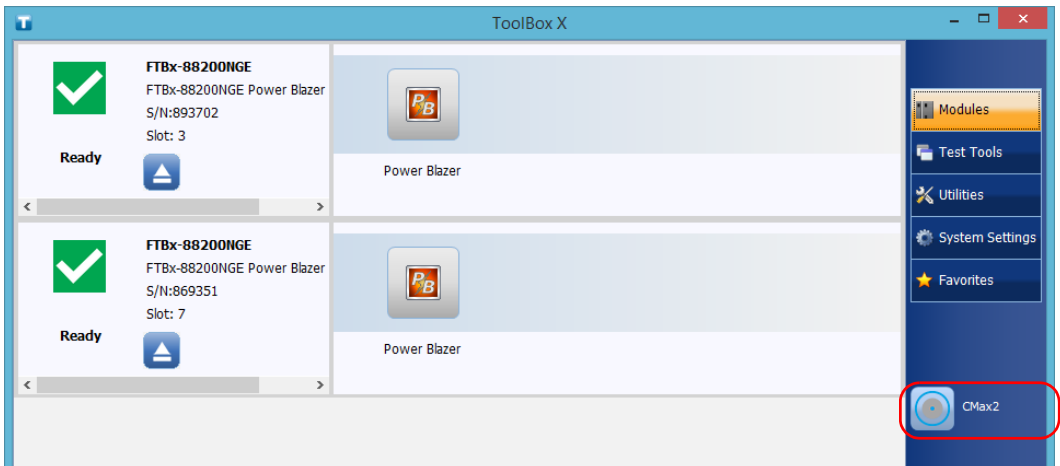 ToolBox X
FTBx-88200NGE
FTBx-88200NGE Power Blazer
S/N:893702
Slot: 3
Ready
Power Blazer
FTBx-88200NGE
FTBx-88200NGE Power Blazer
S/N:869351
Slot: 7
Ready
Power Blazer
Modules
Test Tools
Utilities
System Settings
Favorites
CMax2